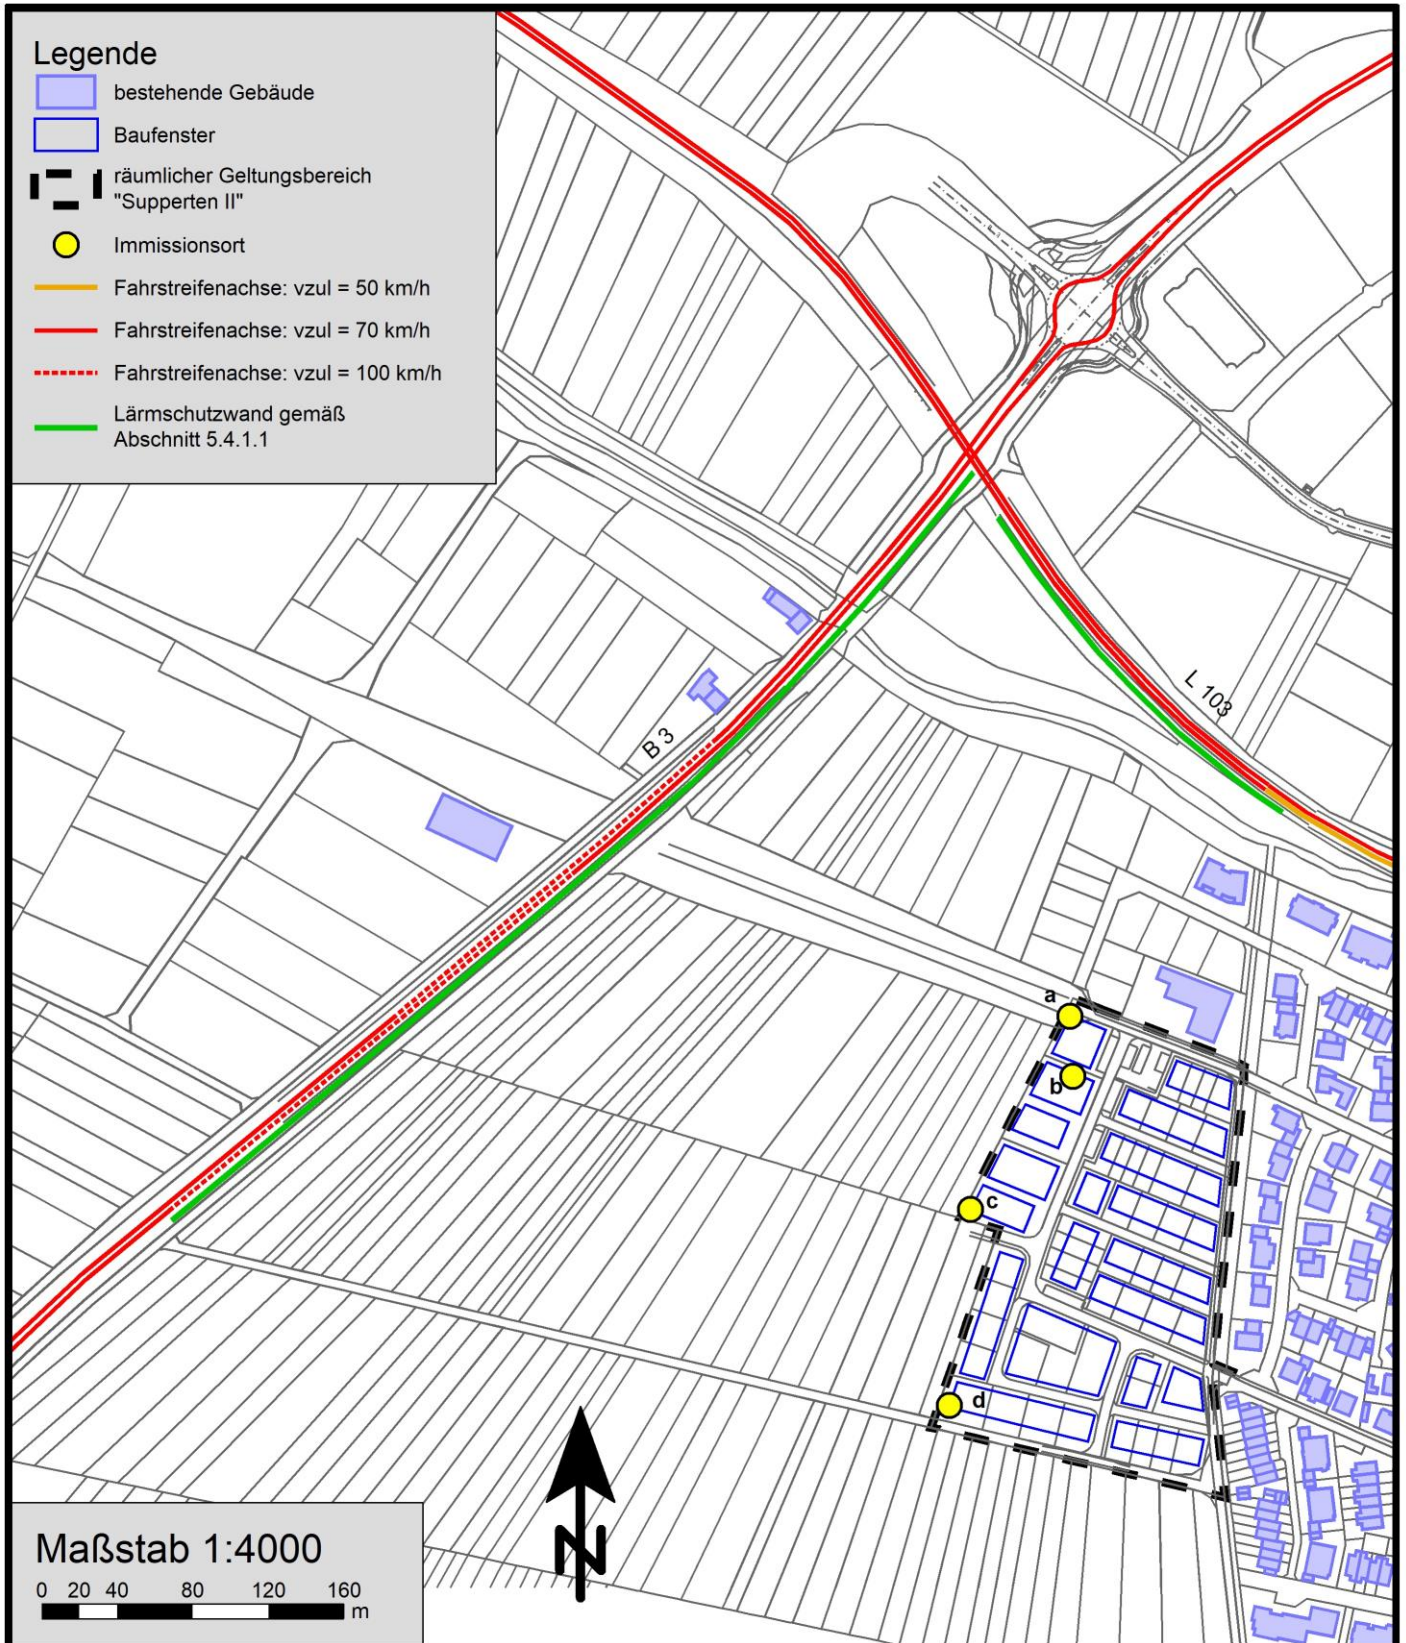 Legende
bestehende Gebäude
Baufenster
räumlicher Geltungsbereich
"Supperten II"
Immissionsort
Fahrstreifenachse: vzul = 50 km/h
Fahrstreifenachse: vzul = 70 km/h
Fahrstreifenachse: vzul = 100 km/h
Lärmschutzwand gemäß
Abschnitt 5.4.1.1
L 103
B 3
a
b
c
d
N
Maßstab 1:4000
0 20 40 80 120 160
m